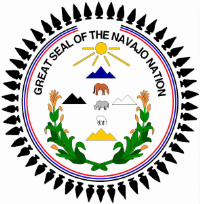 GREAT SEAL OF THE NAVAJO NATION